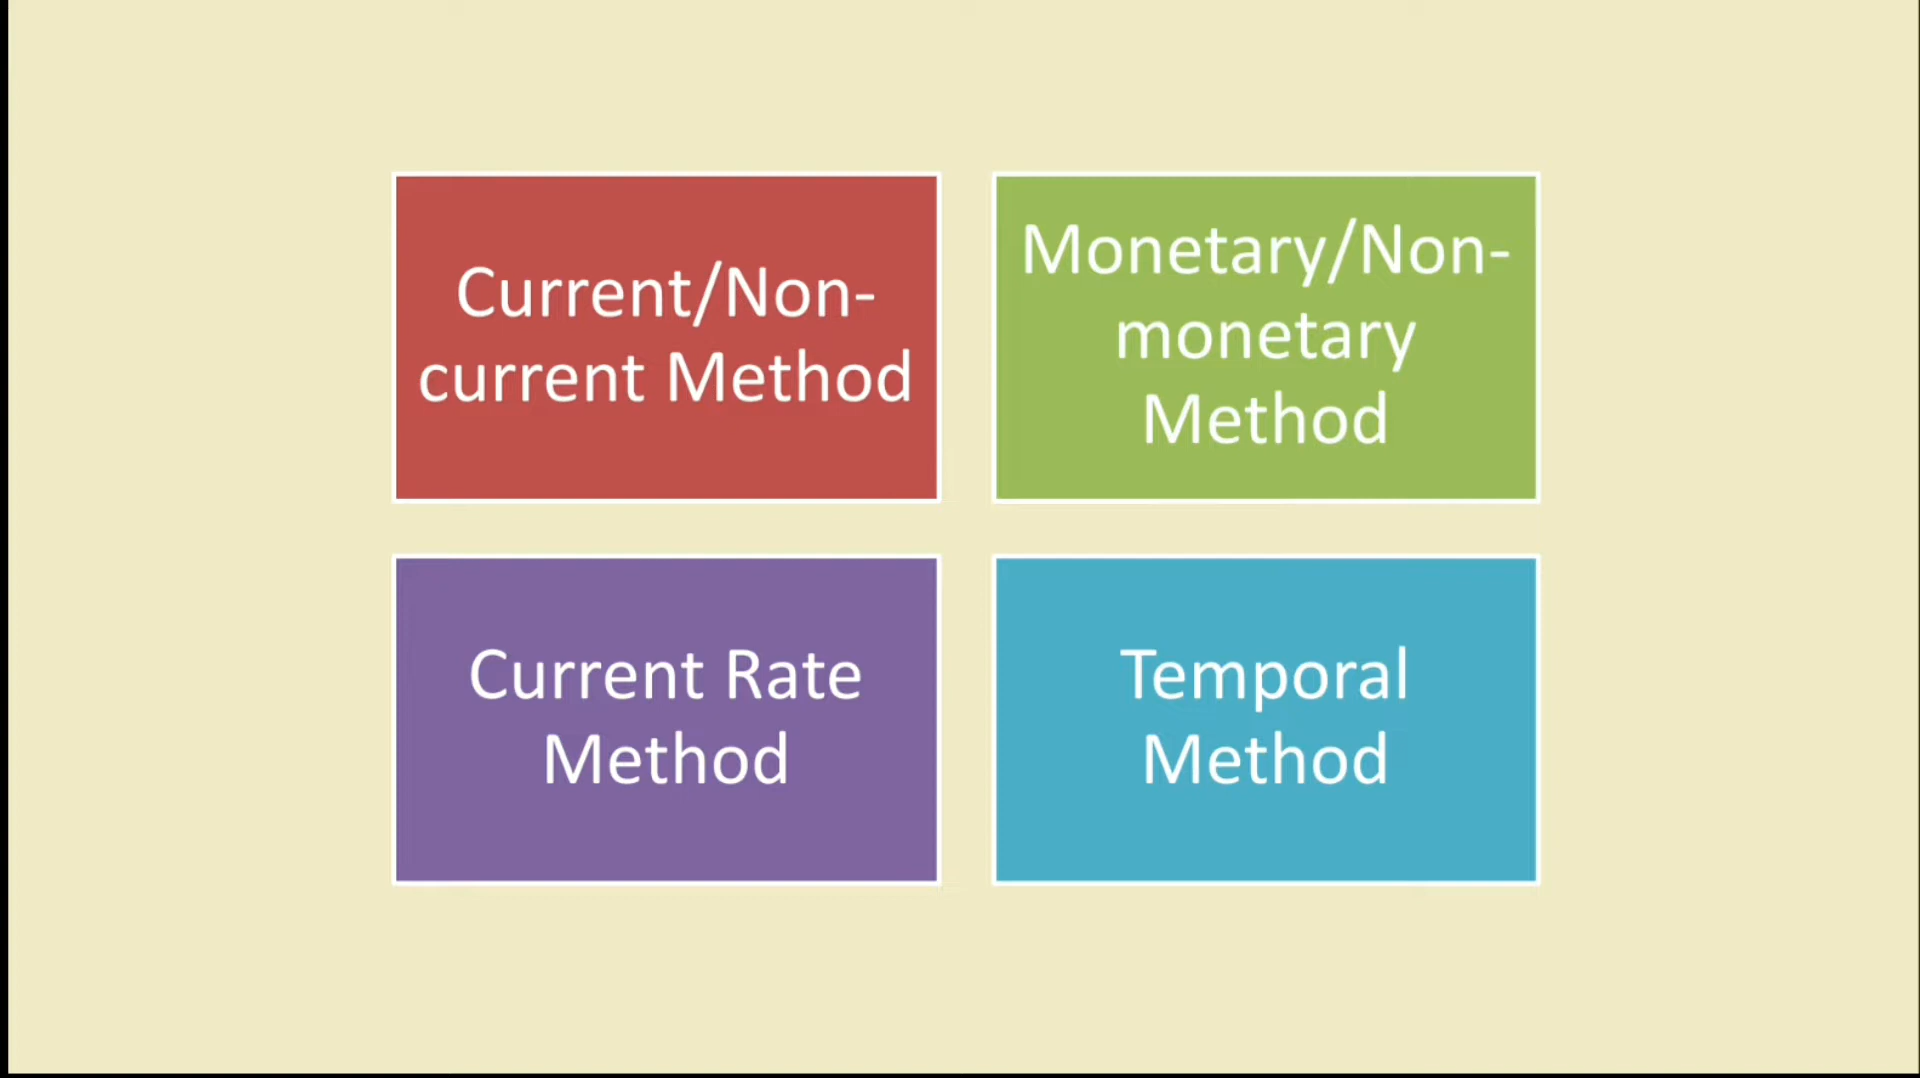 Current/Non-
current Method
Monetary/Non-
monetary
Method
Current Rate
Method
Temporal
Method